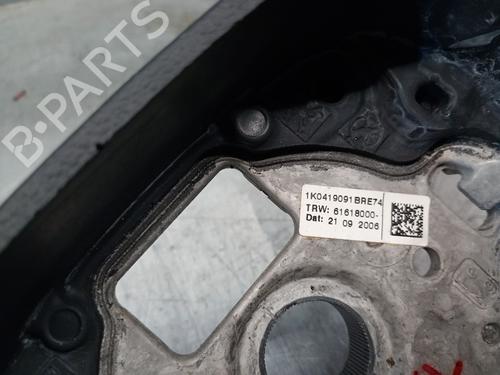 B-PARTS
1K0419091BRE74
TRW: 61618000-
Dat: 21 09 2006